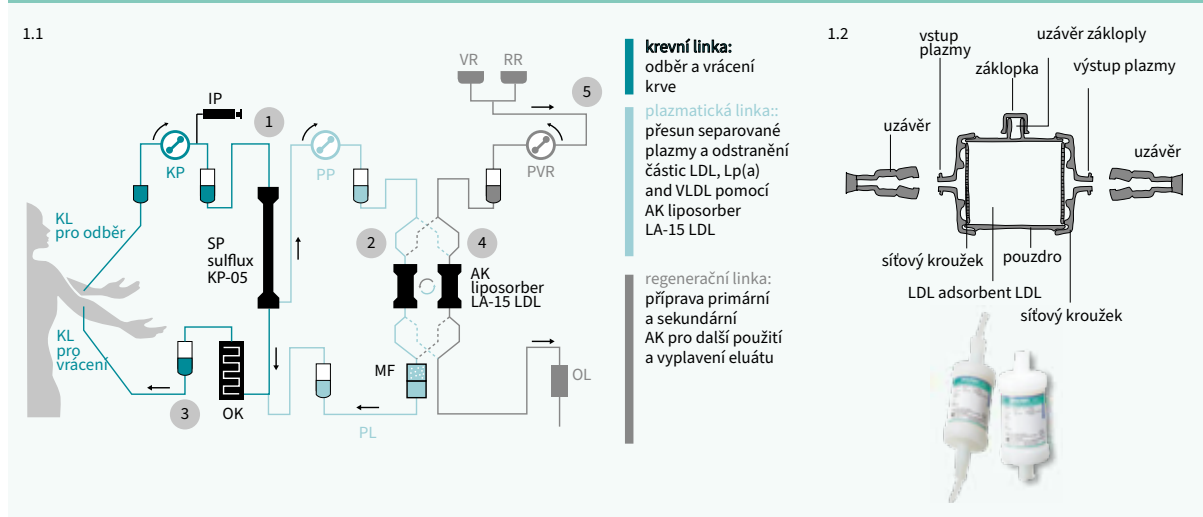 1.1
IP
1
KP
KL
pro odběr
SP
sulflux
KP-05
KL
pro
vrácení
3
OK
PP
2
4
AK
liposorber
LA-15 LDL
MF
PL
VR
RR
5
PVR
OL
krevní linka:
odběr a vrácení
krve
plazmatická linka::
přesun separované
plazmy a odstranění
částic LDL, Lp(a)
and VLDL pomocí
AK liposorber
LA-15 LDL
regenerační linka:
příprava primární
a sekundární
AK pro další použití
a vyplavení eluátu
1.2
vstup
plazmy
uzávěr zákloply
záklopka
výstup plazmy
uzávěr
uzávěr
síťový kroužek
pouzdro
LDL adsorbent LDL
síťový kroužek